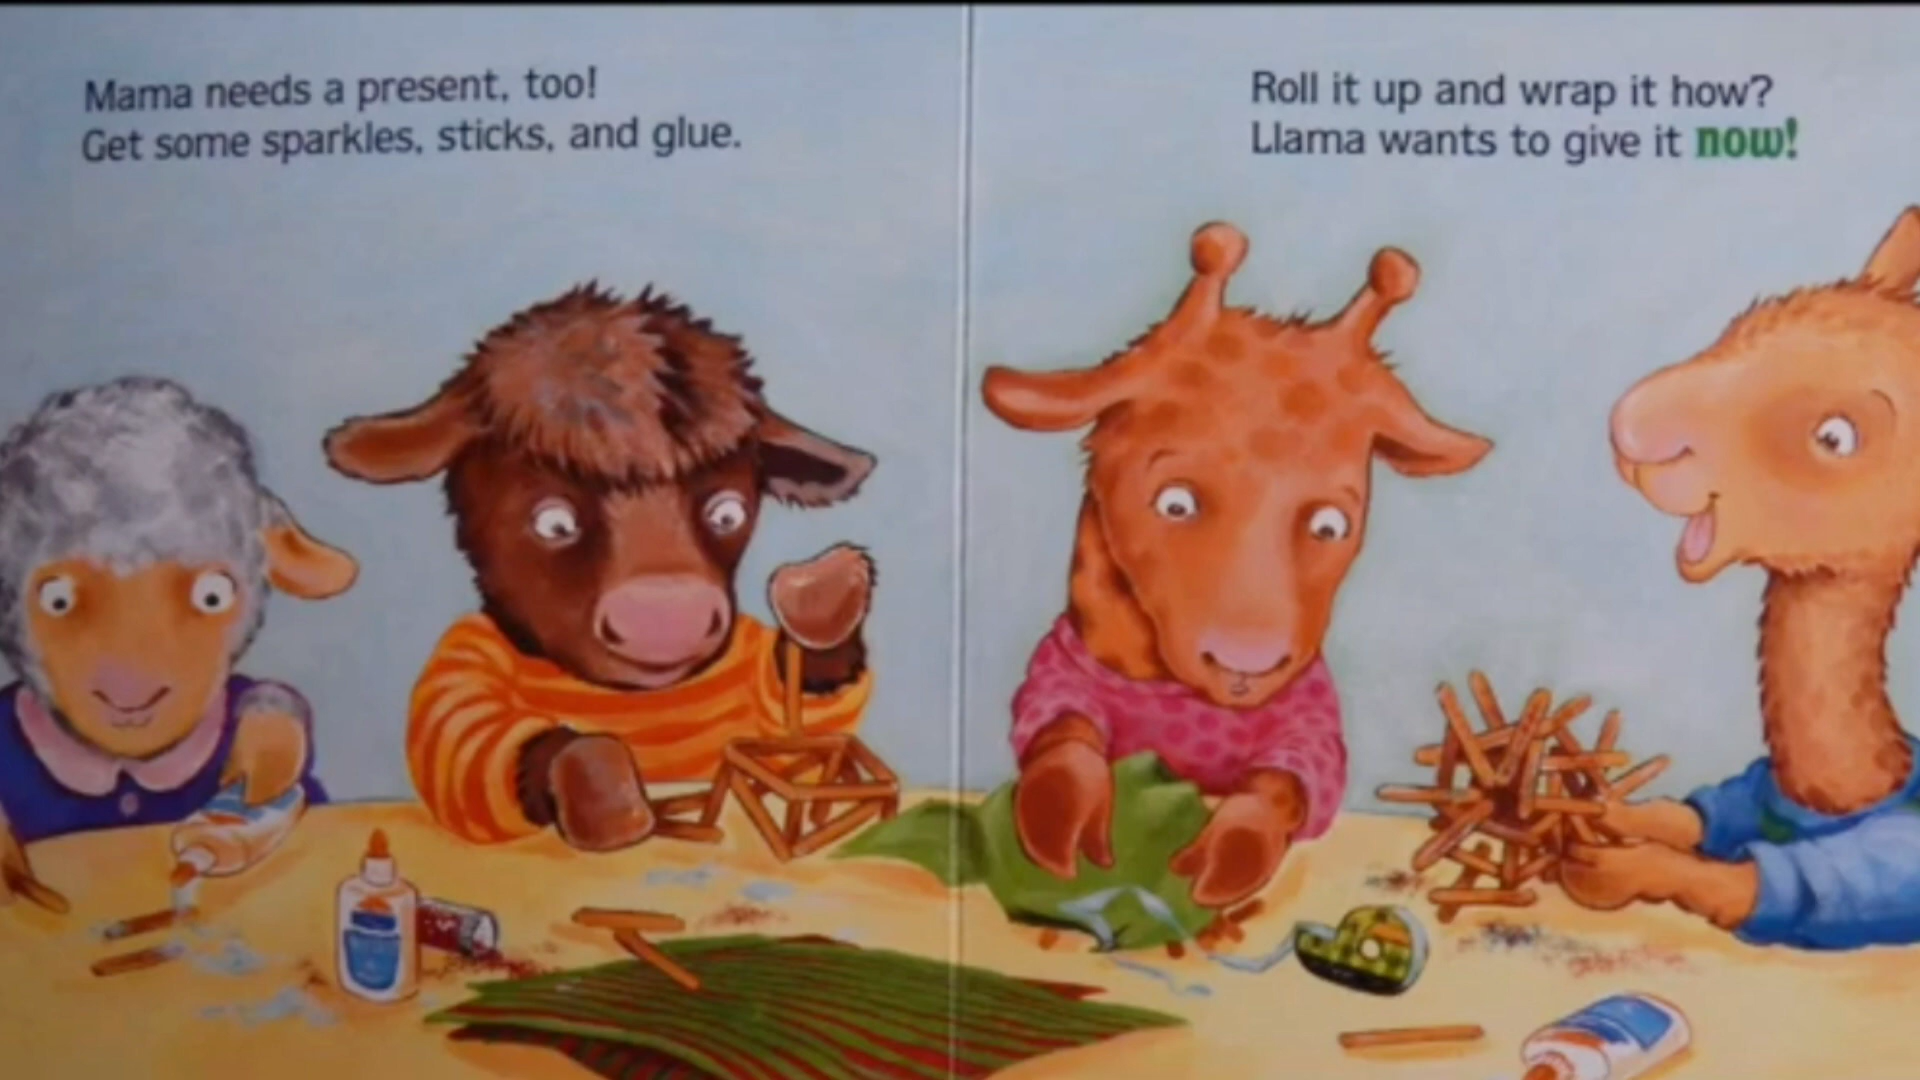 Mama needs a present, too!
Get some sparkles, sticks, and glue.
Roll it up and wrap it how?
Llama wants to give it now!